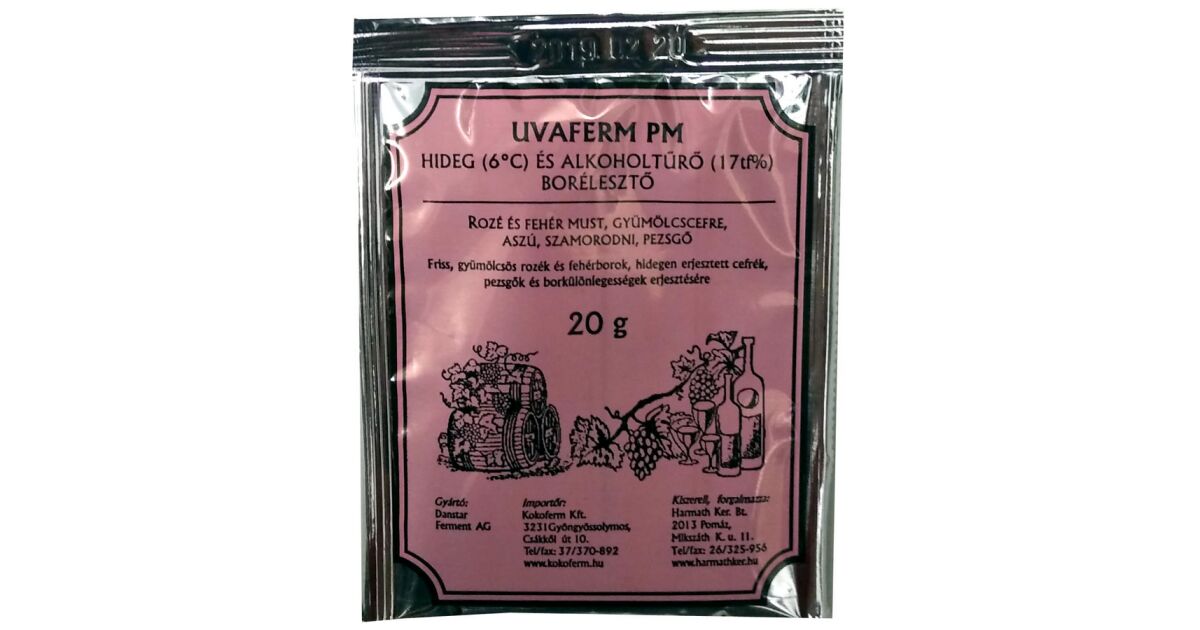 2019. 02 20
UVAFERM PM
HIDEG (6°C) ÉS ALKOHOLTŰRŐ (17tf%)
BORÉLESZTŐ
ROZÉ ÉS FEHÉR MUST, GYÜMÖLCSCEFRE,
ASZÚ, SZAMORODNI, PEZSGŐ
Friss, gyümölcsös rozék és fehérborok, hidegen erjesztett cefrék,
pezsgők és borkülönlegességek erjesztésére
20 g
Gyártó:
Danstar
Ferment AG
Importőr:
Kokoferm Kft.
3231Gyöngyössolymos,
Csákkői út 10.
Tel/fax: 37/370-892
www.kokoferm.hu
Kiszereli, forgalmazza:
Harmath Ker. Bt.
2013 Pomáz,
Mikszáth K. u. 11.
Tel/fax: 26/325-956
www.harmathker.hu